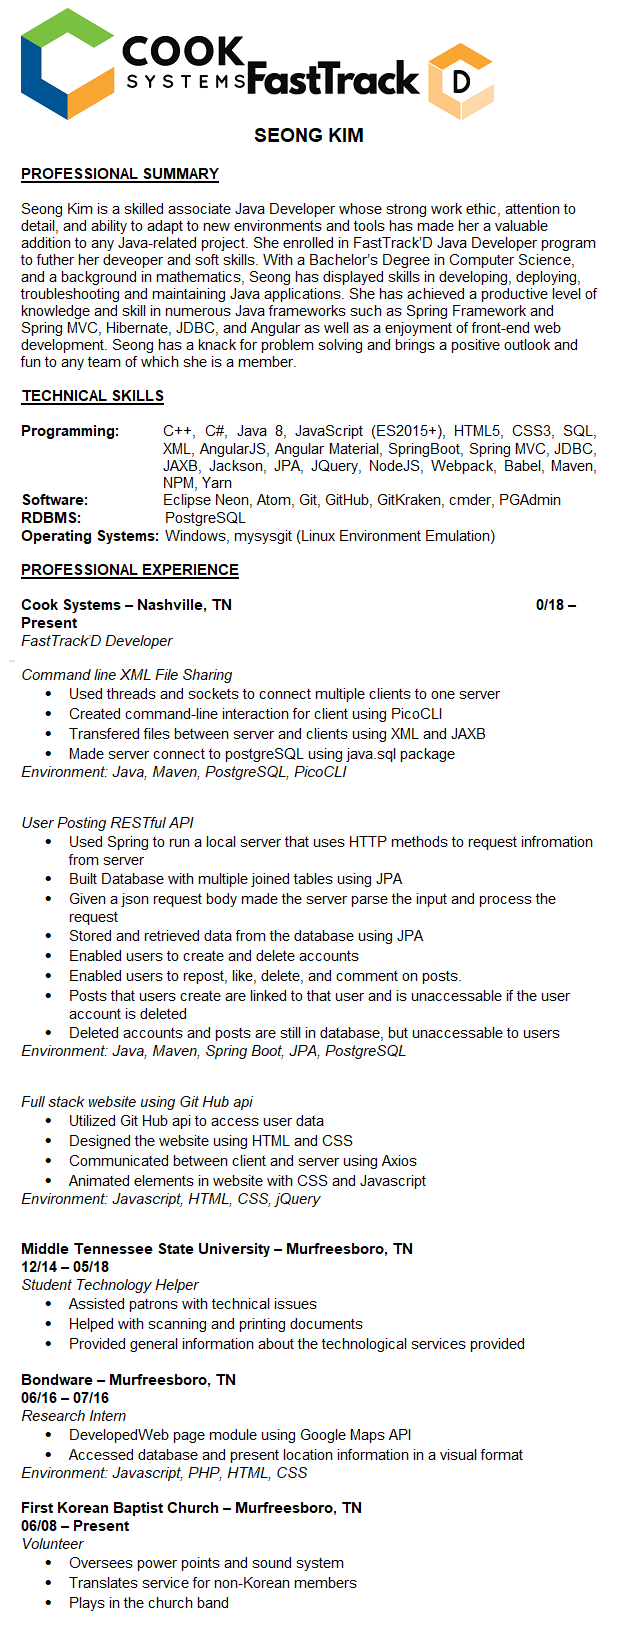 COOK
SYSTEMS
FastTrack
D
SEONG KIM
PROFESSIONAL SUMMARY
Seong Kim is a skilled associate Java Developer whose strong work ethic, attention to
detail, and ability to adapt to new environments and tools has made her a valuable
addition to any Java-related project. She enrolled in FastTrack'D Java Developer program
to futher her deveoper and soft skills. With a Bachelor's Degree in Computer Science,
and a background in mathematics, Seong has displayed skills in developing, deploying,
troubleshooting and maintaining Java applications. She has achieved a productive level of
knowledge and skill in numerous Java frameworks such as Spring Framework and
Spring MVC, Hibernate, JDBC, and Angular as well as a enjoyment of front-end web
development. Seong has a knack for problem solving and brings a positive outlook and
fun to any team of which she is a member.
TECHNICAL SKILLS
Programming: C++, C#, Java 8, JavaScript (ES2015+), HTML5, CSS3, SQL,
XML, AngularJS, Angular Material, SpringBoot, Spring MVC, JDBC,
JAXB, Jackson, JPA, JQuery, NodeJS, Webpack, Babel, Maven,
NPM, Yarn
Software: Eclipse Neon, Atom, Git, GitHub, GitKraken, cmder, PGAdmin
RDBMS: PostgreSQL
Operating Systems: Windows, mysysgit (Linux Environment Emulation)
PROFESSIONAL EXPERIENCE
Cook Systems – Nashville, TN 0/18 –
Present
FastTrack'D Developer
Command line XML File Sharing
• Used threads and sockets to connect multiple clients to one server
• Created command-line interaction for client using PicoCLI
• Transfered files between server and clients using XML and JAXB
• Made server connect to postgreSQL using java.sql package
Environment: Java, Maven, PostgreSQL, PicoCLI
User Posting RESTful API
• Used Spring to run a local server that uses HTTP methods to request infromation
from server
• Built Database with multiple joined tables using JPA
• Given a json request body made the server parse the input and process the
request
• Stored and retrieved data from the database using JPA
• Enabled users to create and delete accounts
• Enabled users to repost, like, delete, and comment on posts.
• Posts that users create are linked to that user and is unaccessable if the user
account is deleted
• Deleted accounts and posts are still in database, but unaccessable to users
Environment: Java, Maven, Spring Boot, JPA, PostgreSQL
Full stack website using Git Hub api
• Utilized Git Hub api to access user data
• Designed the website using HTML and CSS
• Communicated between client and server using Axios
• Animated elements in website with CSS and Javascript
Environment: Javascript, HTML, CSS, jQuery
Middle Tennessee State University – Murfreesboro, TN
12/14 – 05/18
Student Technology Helper
• Assisted patrons with technical issues
• Helped with scanning and printing documents
• Provided general information about the technological services provided
Bondware – Murfreesboro, TN
06/16 – 07/16
Research Intern
• DevelopedWeb page module using Google Maps API
• Accessed database and present location information in a visual format
Environment: Javascript, PHP, HTML, CSS
First Korean Baptist Church – Murfreesboro, TN
06/08 – Present
Volunteer
• Oversees power points and sound system
• Translates service for non-Korean members
• Plays in the church band